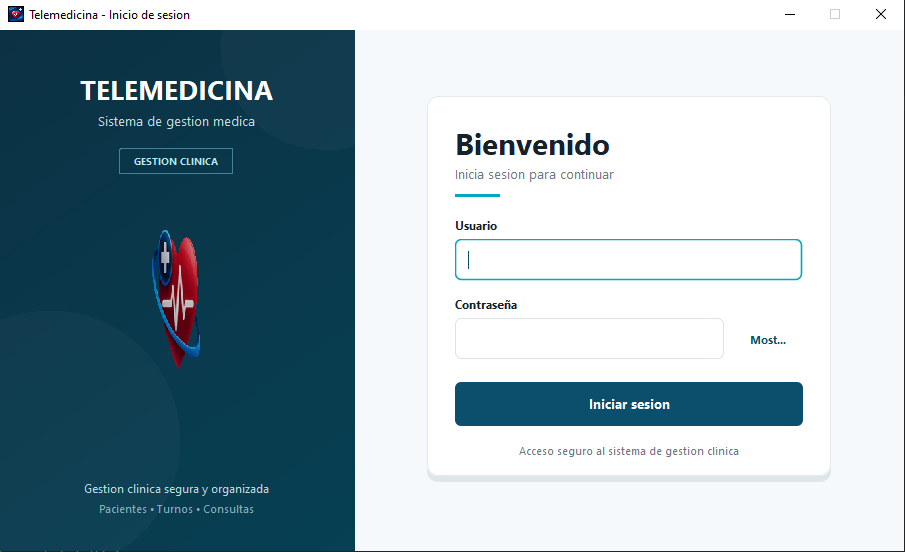 Telemedicina - Inicio de sesion
TELEMEDICINA
Sistema de gestion medica
GESTION CLINICA
Gestion clinica segura y organizada
Pacientes • Turnos • Consultas
Bienvenido
Inicia sesion para continuar
Usuario
Contraseña
Most...
Iniciar sesion
Acceso seguro al sistema de gestion clinica